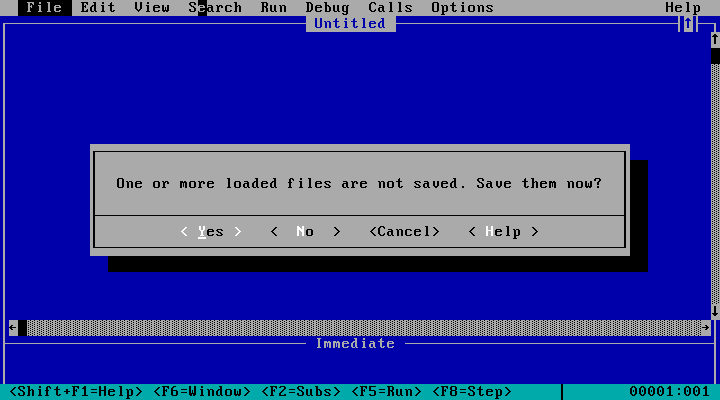 File Edit View Search Run Debug Calls Options Help
Untitled
One or more loaded files are not saved. Save them now?
< Yes > < No > <Cancel> < Help >
Immediate
<Shift+F1=Help> <F6=Window> <F2=Subs> <F5=Run> <F8=Step> 00001:001